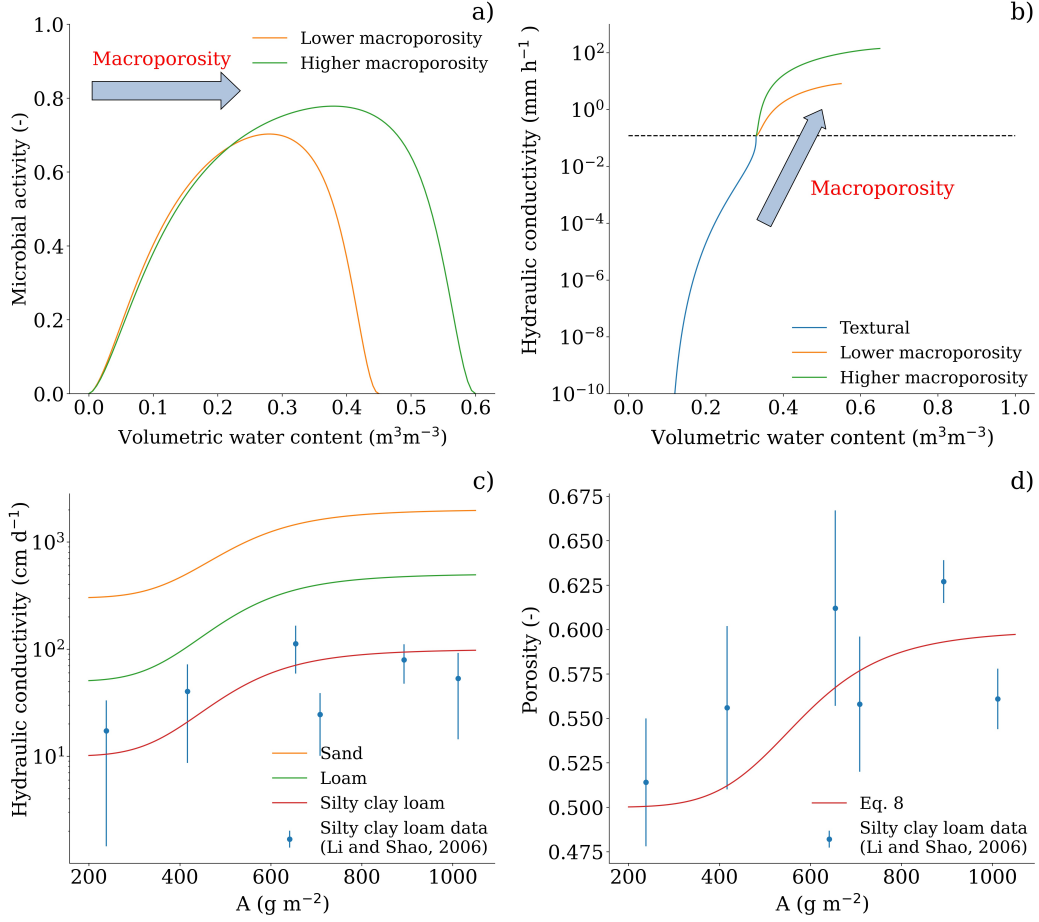 a)
Microbial activity (-)
1.0
0.8
0.6
0.4
0.2
0.0
Macroporosity
Lower macroporosity
Higher macroporosity
0.0 0.1 0.2 0.3 0.4 0.5 0.6
Volumetric water content (m³m⁻³)
b)
Hydraulic conductivity (mm h⁻¹ )
10²
10⁰
10⁻²
10⁻⁴
10⁻⁶
10⁻⁸
10⁻¹⁰
Macroporosity
Textural
Lower macroporosity
Higher macroporosity
0.0 0.2 0.4 0.6 0.8 1.0
Volumetric water content (m³m⁻³)
c)
Hydraulic conductivity (cm d⁻¹)
10³
10²
10¹
Sand
Loam
Silty clay loam
Silty clay loam data
(Li and Shao, 2006)
200 400 600 800 1000
A (g m⁻²)
d)
Porosity (-)
0.675
0.650
0.625
0.600
0.575
0.550
0.525
0.500
0.475
Eq. 8
Silty clay loam data
(Li and Shao, 2006)
200 400 600 800 1000
A (g m⁻²)